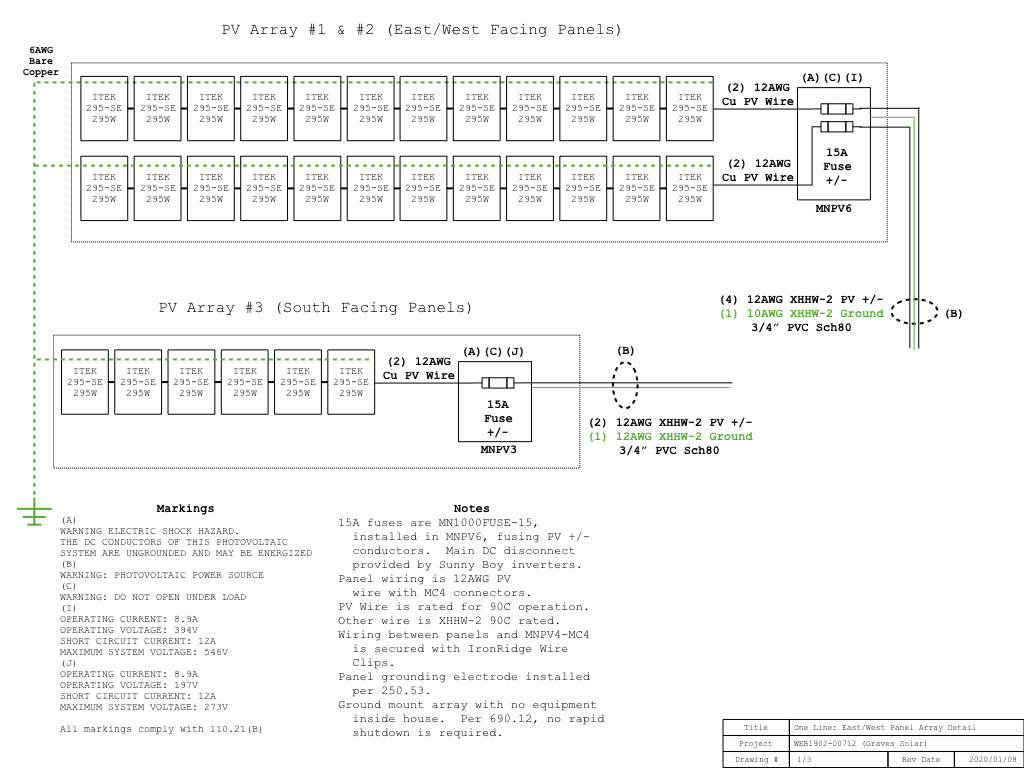 PV Array #1 & #2 (East/West Facing Panels)
6AWG
Bare
Copper
ITEK ITEK ITEK ITEK ITEK ITEK ITEK ITEK ITEK ITEK ITEK ITEK
295-SE 295-SE 295-SE 295-SE 295-SE 295-SE 295-SE 295-SE 295-SE 295-SE 295-SE 295-SE
295W 295W 295W 295W 295W 295W 295W 295W 295W 295W 295W 295W
(2) 12AWG
Cu PV Wire
(A)(C)(I)
ITEK ITEK ITEK ITEK ITEK ITEK ITEK ITEK ITEK ITEK ITEK ITEK
295-SE 295-SE 295-SE 295-SE 295-SE 295-SE 295-SE 295-SE 295-SE 295-SE 295-SE 295-SE
295W 295W 295W 295W 295W 295W 295W 295W 295W 295W 295W 295W
(2) 12AWG
Cu PV Wire
15A
Fuse
+/-
MNPV6
(4) 12AWG XHHW-2 PV +/-
(1) 10AWG XHHW-2 Ground
3/4″ PVC Sch80
(B)
PV Array #3 (South Facing Panels)
ITEK ITEK ITEK ITEK ITEK ITEK
295-SE 295-SE 295-SE 295-SE 295-SE 295-SE
295W 295W 295W 295W 295W 295W
(2) 12AWG
Cu PV Wire
(A)(C)(J)
15A
Fuse
+/-
MNPV3
(B)
(2) 12AWG XHHW-2 PV +/-
(1) 12AWG XHHW-2 Ground
3/4″ PVC Sch80
Markings
(A)
WARNING ELECTRIC SHOCK HAZARD.
THE DC CONDUCTORS OF THIS PHOTOVOLTAIC
SYSTEM ARE UNGROUNDED AND MAY BE ENERGIZED
(B)
WARNING: PHOTOVOLTAIC POWER SOURCE
(C)
WARNING: DO NOT OPEN UNDER LOAD
(I)
OPERATING CURRENT: 8.9A
OPERATING VOLTAGE: 394V
SHORT CIRCUIT CURRENT: 12A
MAXIMUM SYSTEM VOLTAGE: 546V
(J)
OPERATING CURRENT: 8.9A
OPERATING VOLTAGE: 197V
SHORT CIRCUIT CURRENT: 12A
MAXIMUM SYSTEM VOLTAGE: 273V
All markings comply with 110.21(B)
Notes
15A fuses are MN1000FUSE-15,
installed in MNPV6, fusing PV +/-
conductors. Main DC disconnect
provided by Sunny Boy inverters.
Panel wiring is 12AWG PV
wire with MC4 connectors.
PV Wire is rated for 90C operation.
Other wire is XHHW-2 90C rated.
Wiring between panels and MNPV4-MC4
is secured with IronRidge Wire
Clips.
Panel grounding electrode installed
per 250.53.
Ground mount array with no equipment
inside house. Per 690.12, no rapid
shutdown is required.
Title One Line: East/West Panel Array Detail
Project WEB1902-00712 (Graves Solar)
Drawing # 1/3 Rev Date 2020/01/08